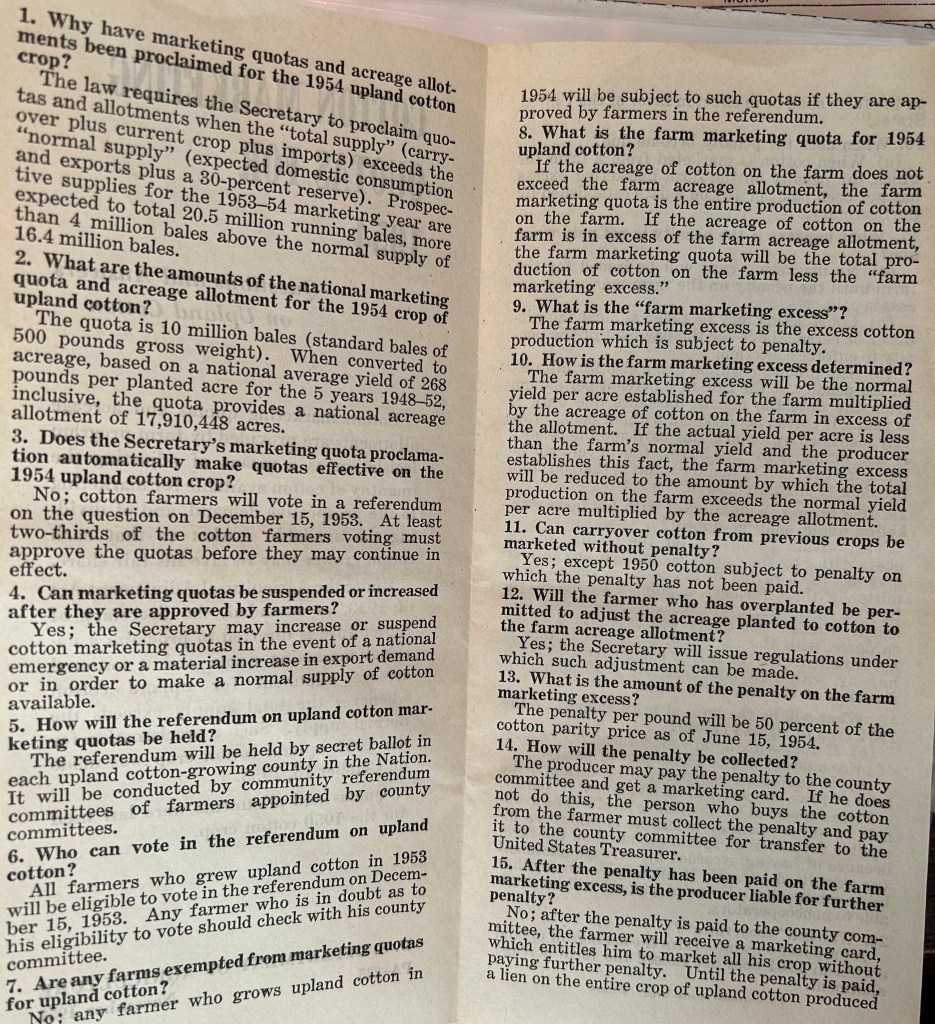 1. Why have marketing quotas and acreage allot-
ments been proclaimed for the 1954 upland cotton
crop?
The law requires the Secretary to proclaim quo-
tas and allotments when the "total supply" (carry-
over plus current crop plus imports) exceeds the
"normal supply" (expected domestic consumption
and exports plus a 30-percent reserve). Prospec-
tive supplies for the 1953–54 marketing year are
expected to total 20.5 million running bales, more
than 4 million bales above the normal supply of
16.4 million bales.
2. What are the amounts of the national marketing
quota and acreage allotment for the 1954 crop of
upland cotton?
The quota is 10 million bales (standard bales of
500 pounds gross weight). When converted to
acreage, based on a national average yield of 268
pounds per planted acre for the 5 years 1948–52,
inclusive, the quota provides a national acreage
allotment of 17,910,448 acres.
3. Does the Secretary's marketing quota proclama-
tion automatically make quotas effective on the
1954 upland cotton crop?
No; cotton farmers will vote in a referendum
on the question on December 15, 1953. At least
two-thirds of the cotton farmers voting must
approve the quotas before they may continue in
effect.
4. Can marketing quotas be suspended or increased
after they are approved by farmers?
Yes; the Secretary may increase or suspend
cotton marketing quotas in the event of a national
emergency or a material increase in export demand
or in order to make a normal supply of cotton
available.
5. How will the referendum on upland cotton mar-
keting quotas be held?
The referendum will be held by secret ballot in
each upland cotton-growing county in the Nation.
It will be conducted by community referendum
committees of farmers appointed by county
committees.
6. Who can vote in the referendum on upland
cotton?
All farmers who grew upland cotton in 1953
will be eligible to vote in the referendum on Decem-
ber 15, 1953. Any farmer who is in doubt as to
his eligibility to vote should check with his county
committee.
7. Are any farms exempted from marketing quotas
for upland cotton?
No; any farmer who grows upland cotton in
1954 will be subject to such quotas if they are ap-
proved by farmers in the referendum.
8. What is the farm marketing quota for 1954
upland cotton?
If the acreage of cotton on the farm does not
exceed the farm acreage allotment, the farm
marketing quota is the entire production of cotton
on the farm. If the acreage of cotton on the
farm is in excess of the farm acreage allotment,
the farm marketing quota will be the total pro-
duction of cotton on the farm less the "farm
marketing excess."
9. What is the "farm marketing excess"?
The farm marketing excess is the excess cotton
production which is subject to penalty.
10. How is the farm marketing excess determined?
The farm marketing excess will be the normal
yield per acre established for the farm multiplied
by the acreage of cotton on the farm in excess of
the allotment. If the actual yield per acre is less
than the farm's normal yield and the producer
establishes this fact, the farm marketing excess
will be reduced to the amount by which the total
production on the farm exceeds the normal yield
per acre multiplied by the acreage allotment.
11. Can carryover cotton from previous crops be
marketed without penalty?
Yes; except 1950 cotton subject to penalty on
which the penalty has not been paid.
12. Will the farmer who has overplanted be per-
mitted to adjust the acreage planted to cotton to
the farm acreage allotment?
Yes; the Secretary will issue regulations under
which such adjustment can be made.
13. What is the amount of the penalty on the farm
marketing excess?
The penalty per pound will be 50 percent of the
cotton parity price as of June 15, 1954.
14. How will the penalty be collected?
The producer may pay the penalty to the county
committee and get a marketing card. If he does
not do this, the person who buys the cotton
from the farmer must collect the penalty and pay
it to the county committee for transfer to the
United States Treasurer.
15. After the penalty has been paid on the farm
marketing excess, is the producer liable for further
penalty?
No; after the penalty is paid to the county com-
mittee, the farmer will receive a marketing card,
which entitles him to market all his crop without
paying further penalty. Until the penalty is paid,
a lien on the entire crop of upland cotton produced